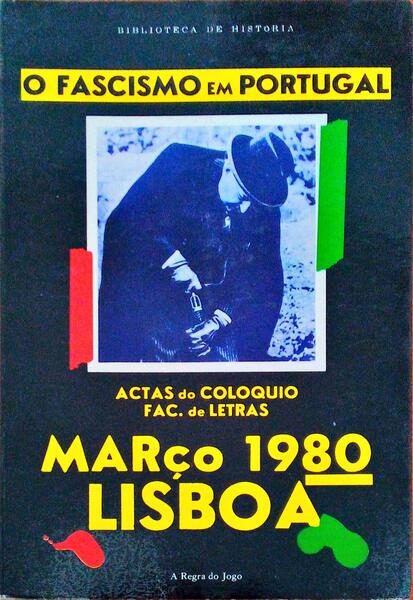 BIBLIOTECA DE HISTORIA
O FASCISMO EM PORTUGAL
ACTAS do COLOQUIO
FAC. de LETRAS
MARço 1980
LISBOA
A Regra do Jogo